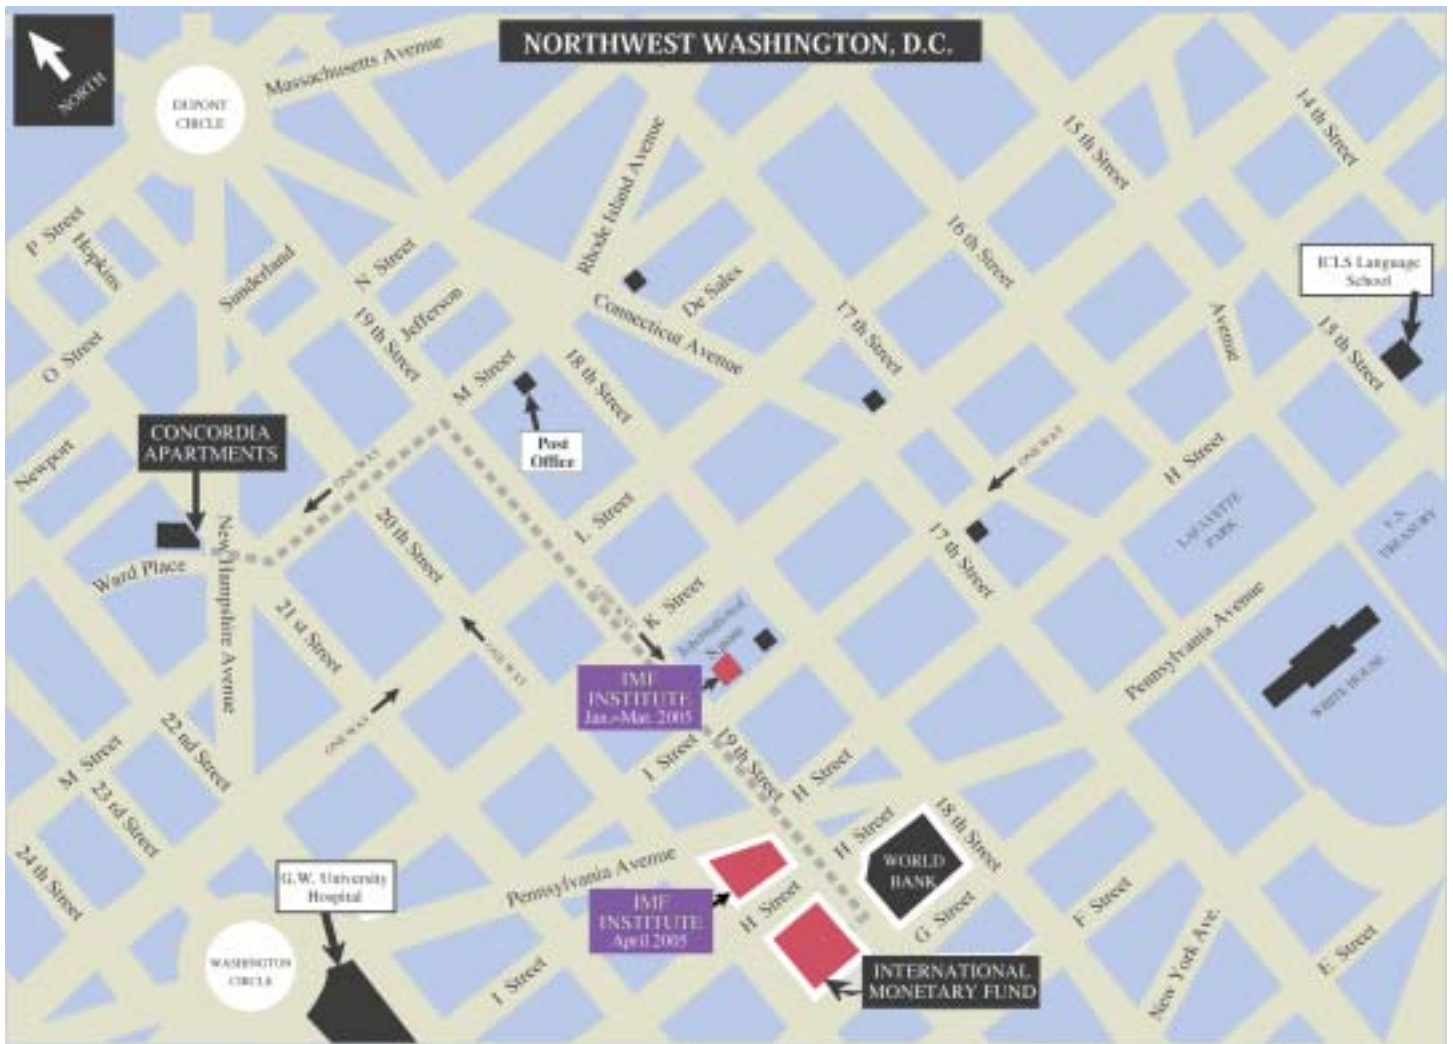 NORTHWEST WASHINGTON, D.C.
NORTH
DUPONT
CIRCLE
Massachusetts Avenue
14 th Street
15 th Street
Rhode Island Avenue
P Street
Hopkins
Sunderland
N Street
Jefferson
16 th Street
De Sales
ICLS Language
School
Connecticut Avenue
17 th Street
Avenue
15 th Street
19 th Street
O Street
M Street
18 th Street
CONCORDIA
APARTMENTS
Post
Office
Newport
ONE WAY
ONE WAY
H Street
L Street
20 th Street
LAFAYETTE
PARK
U.S.
TREASURY
17 th Street
New Hampshire Avenue
Ward Place
21 st Street
K Street
ONE WAY
International
Square
Pennsylvania Avenue
WHITE HOUSE
IMF
INSTITUTE
Jan.–Mar. 2005
ONE WAY
22 nd Street
M Street
23 rd Street
I Street
19 th Street
H Street
24 th Street
H Street
18 th Street
WORLD
BANK
Pennsylvania Avenue
G.W. University
Hospital
IMF
INSTITUTE
April 2005
H Street
G Street
F Street
New York Ave.
E Street
WASHINGTON
CIRCLE
I Street
INTERNATIONAL
MONETARY FUND